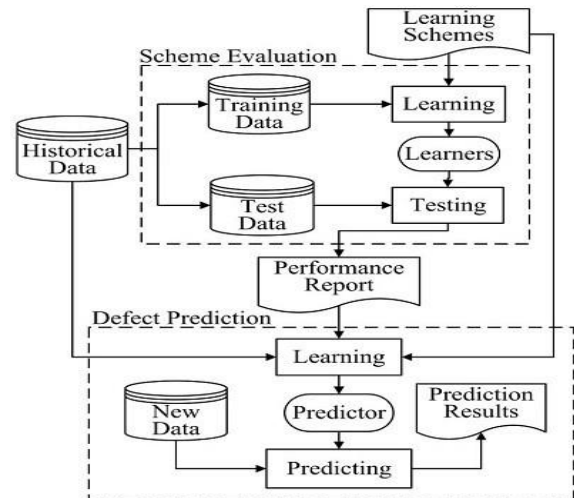 Learning
Schemes
Scheme Evaluation
Training
Data
Learning
Historical
Data
Learners
Test
Data
Testing
Performance
Report
Defect Prediction
Learning
New
Data
Predictor
Prediction
Results
Predicting